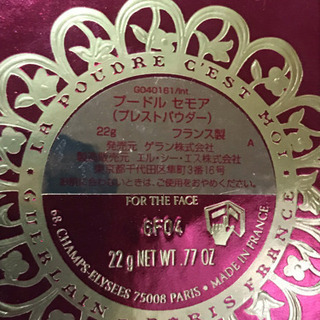 LA POUDRE C'EST MOI
G040161/int.
プードル セモア
(プレストパウダー)
22g フランス製
発売元 ゲラン株式会社
製造販売元 エル・シー・エス株式会社
東京都千代田区隼町3番16号
お肌に合わないときは、ご使用をおやめください。
A
FOR THE FACE
6F04
22 g NET WT .77 OZ
68, CHAMPS-ELYSEES 75008 PARIS • MADE IN FRANCE.
GUERLAIN PARIS FRANCE